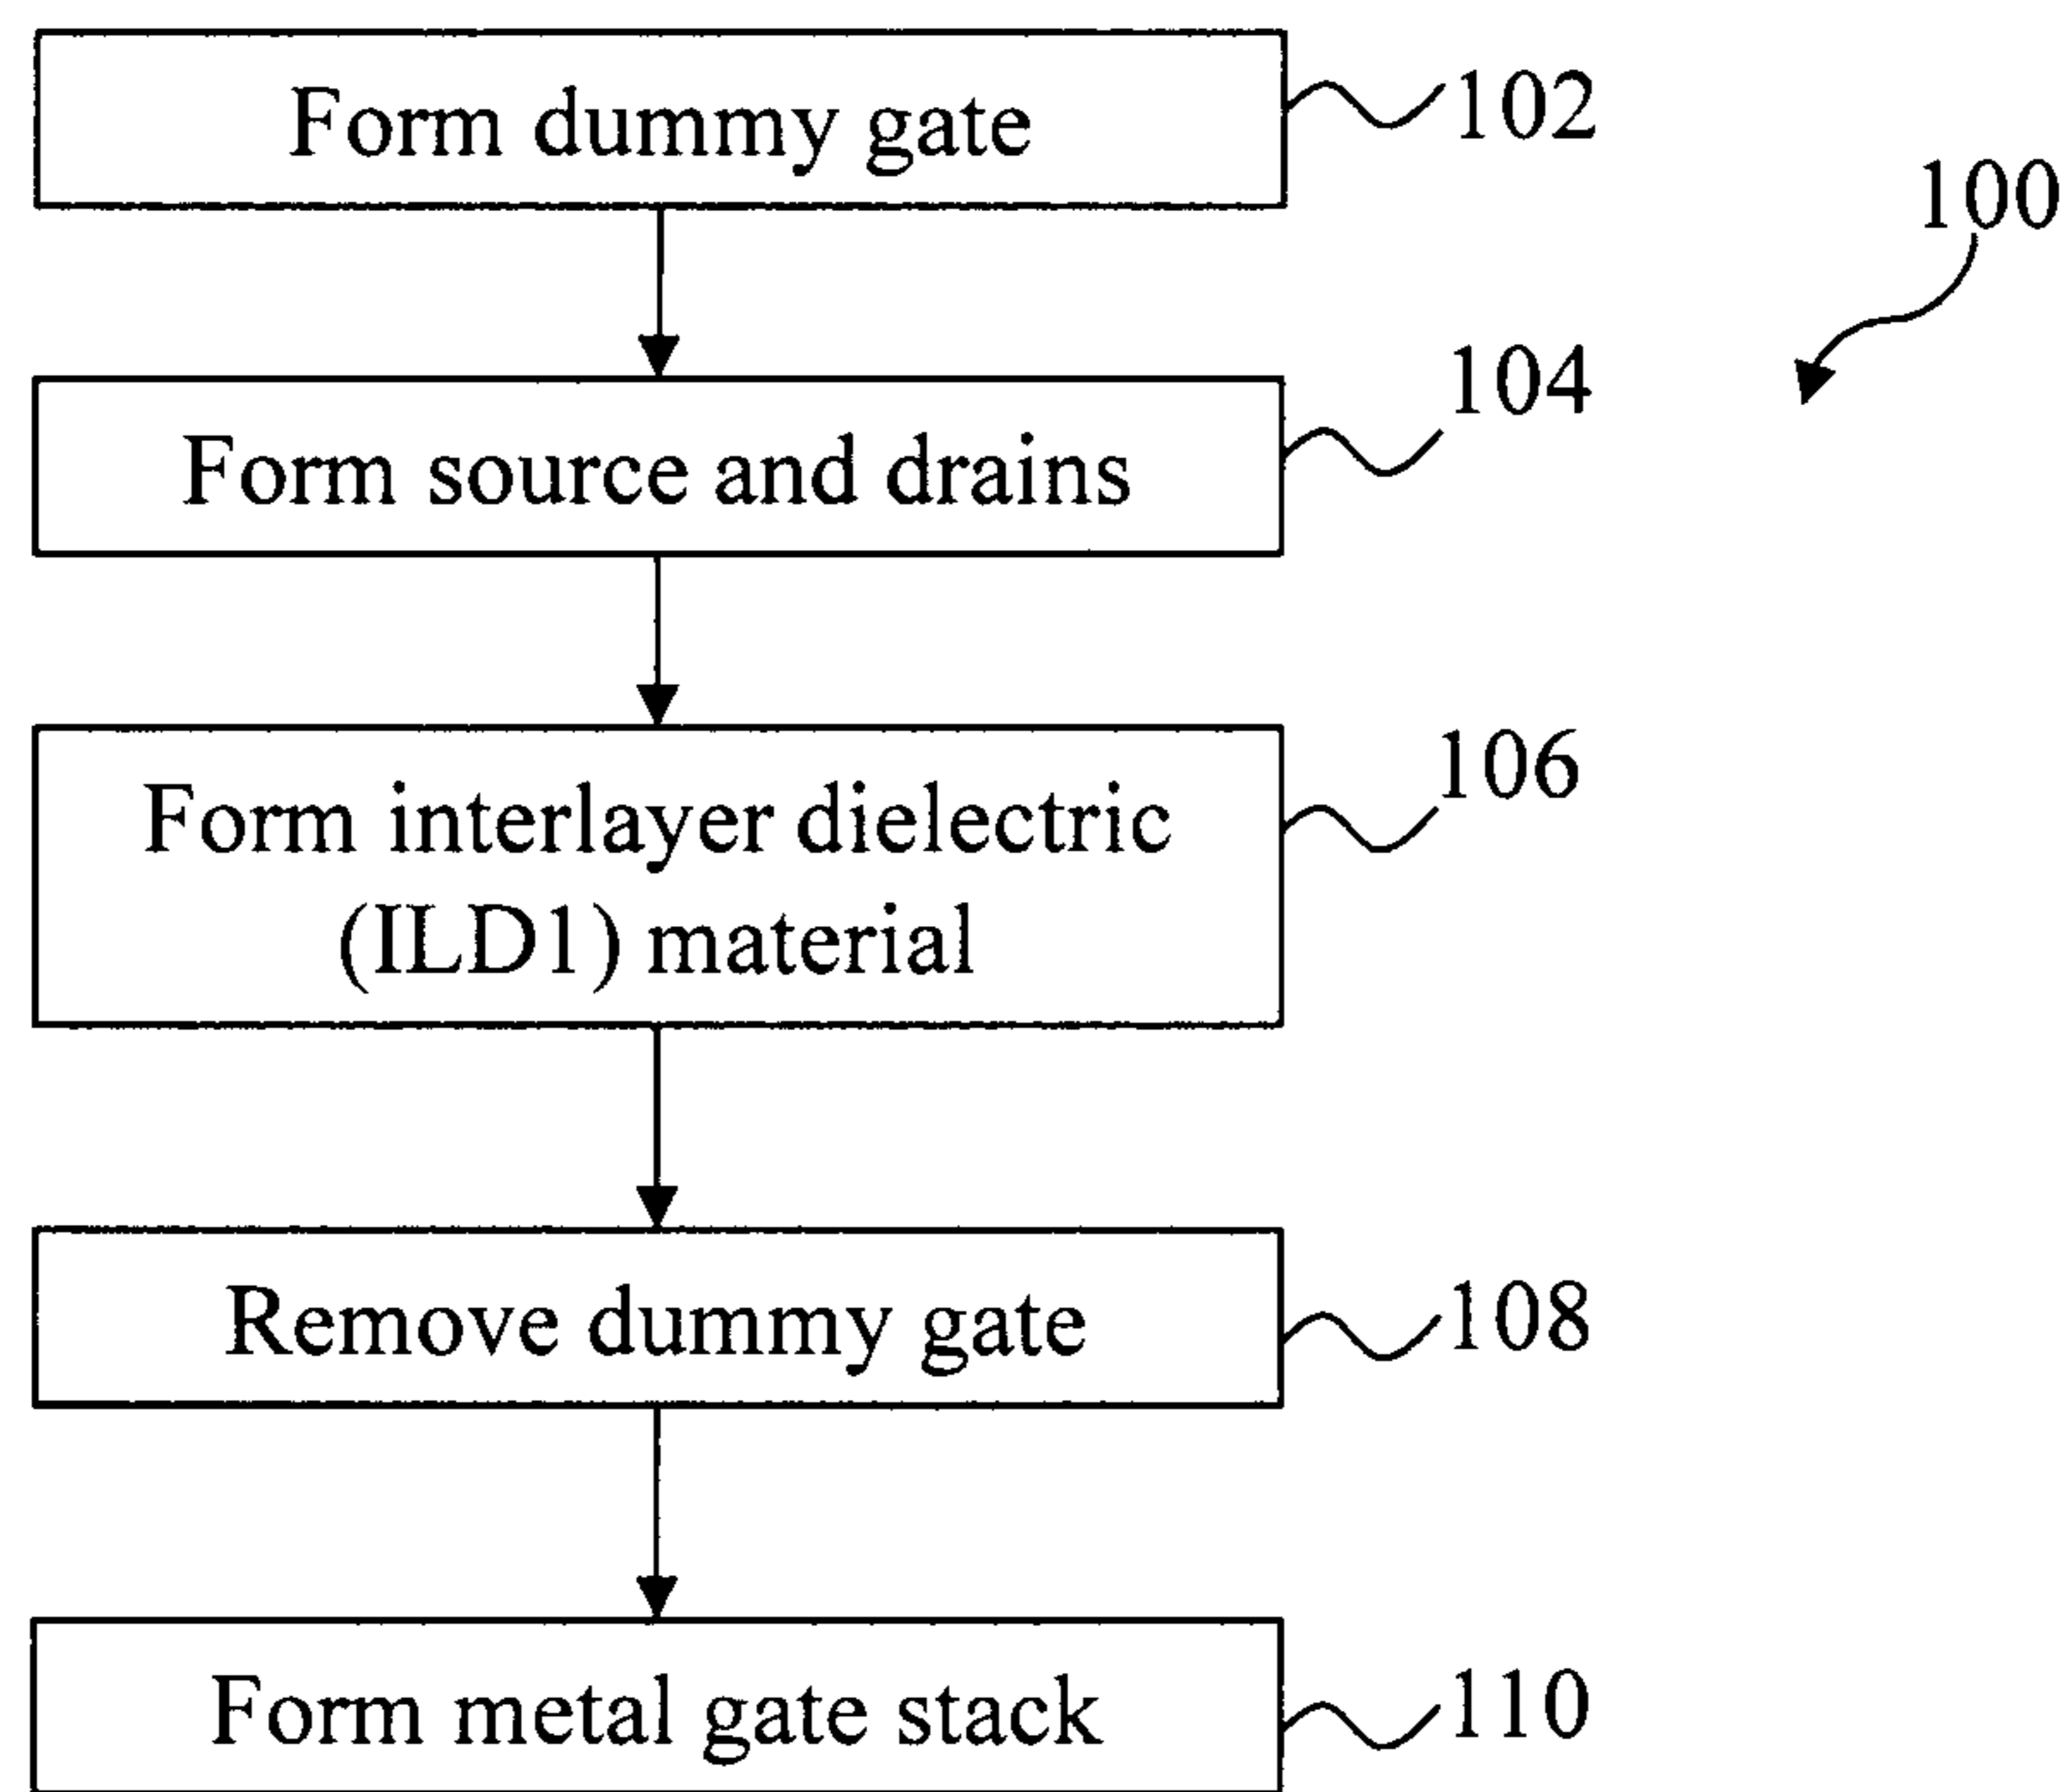 Form dummy gate
102
100
Form source and drains
104
Form interlayer dielectric
(ILD1) material
106
Remove dummy gate
108
Form metal gate stack
110